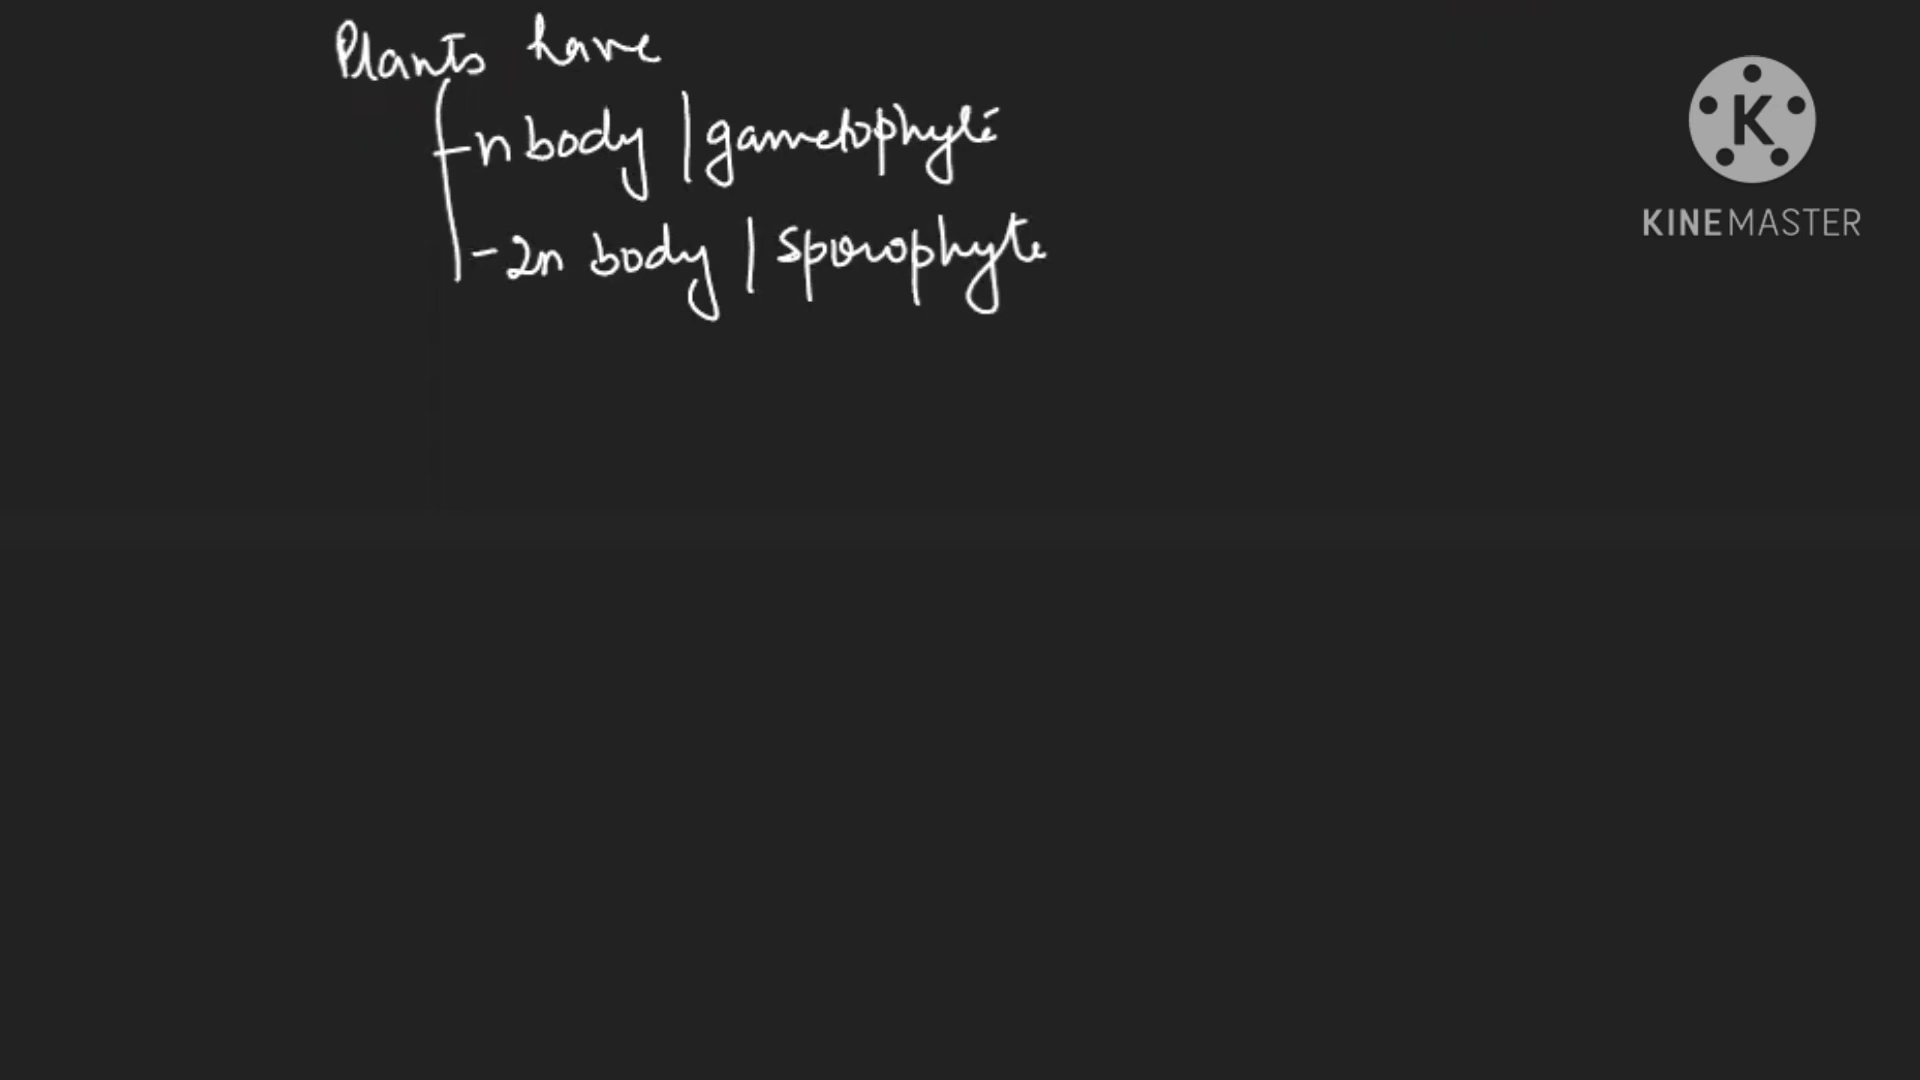 Plants have
- n body | gametophyte
- 2n body | sporophyte
K
KINEMASTER